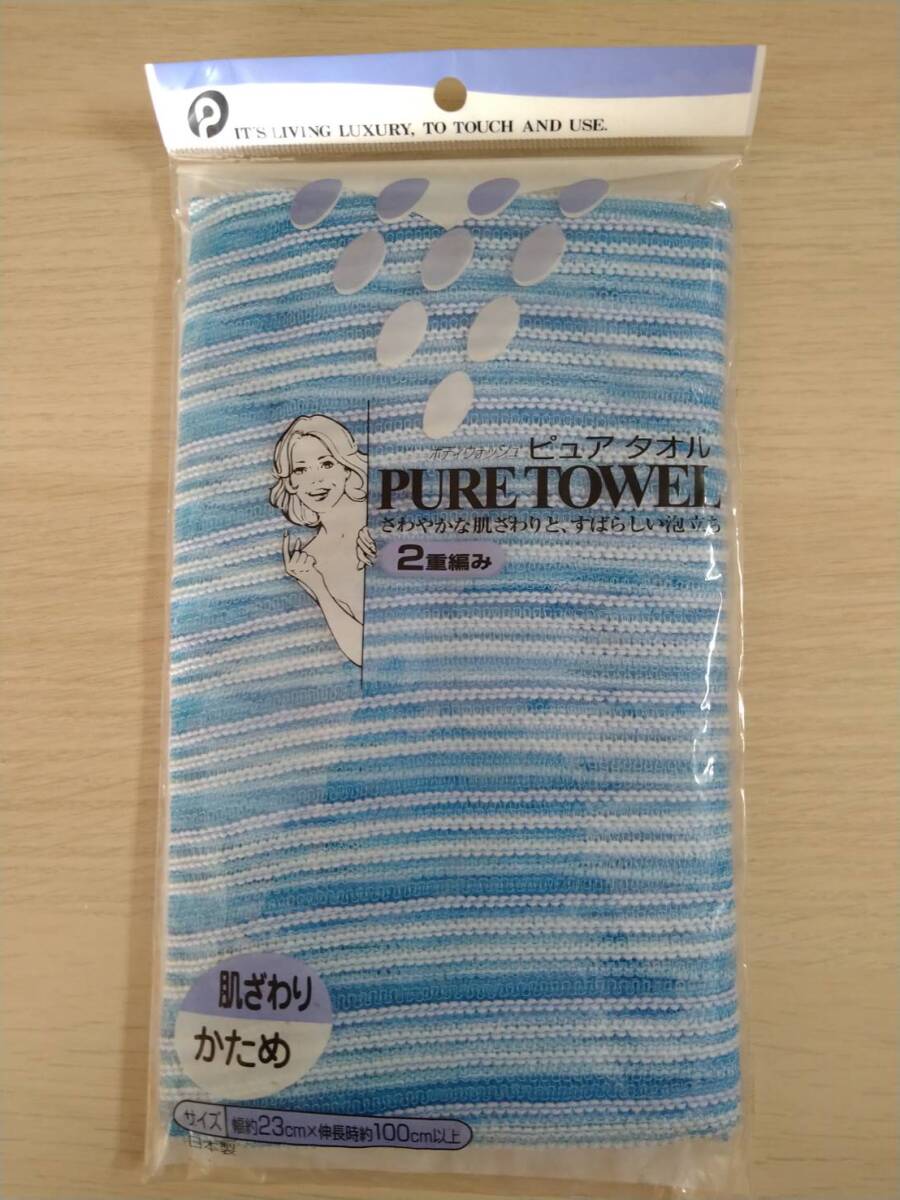 P
IT'S LIVING LUXURY, TO TOUCH AND USE.
ボディウォッシュ ピュア タオル
PURE TOWEL
さわやかな肌ざわりと、すばらしい泡立ち
2重編み
肌ざわり
かため
サイズ 幅約23cm×伸長時約100cm以上
日本製